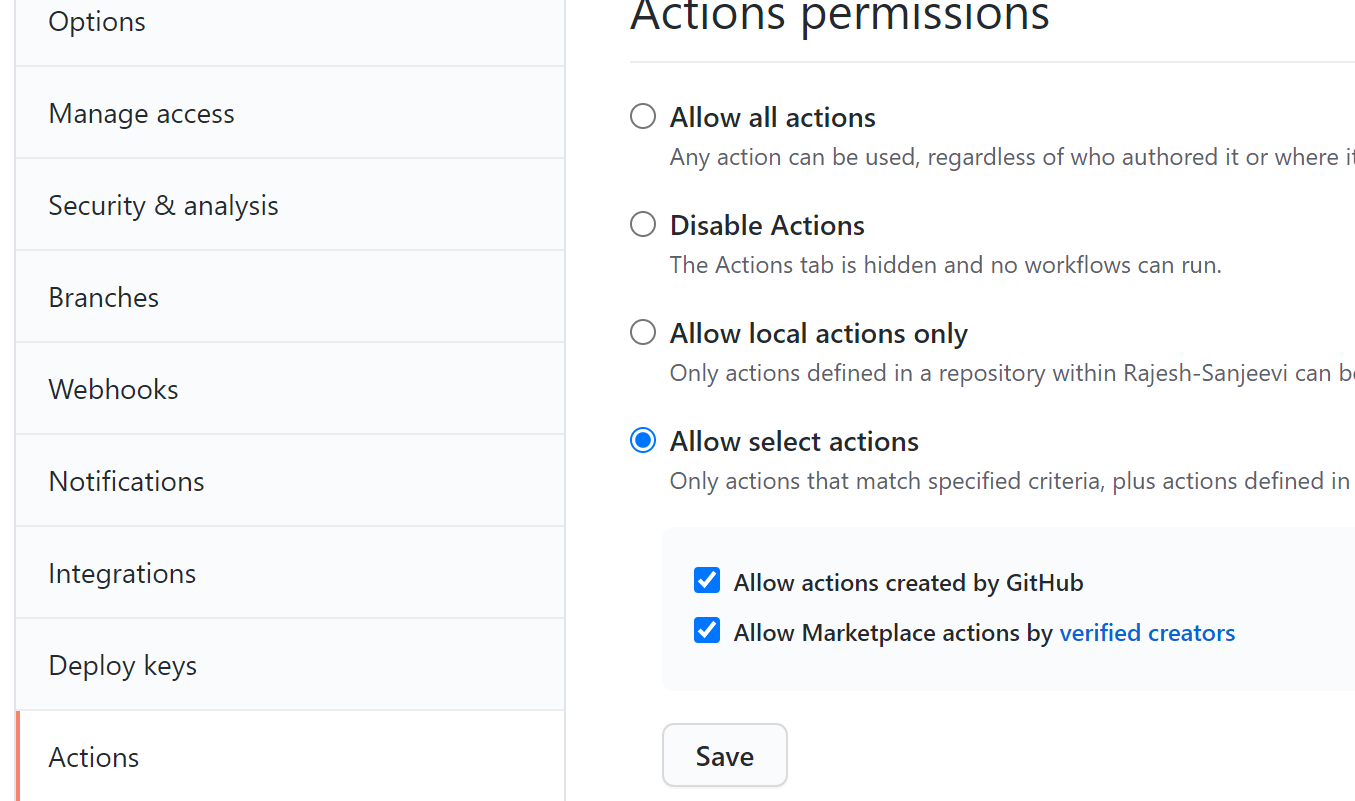 Options
Manage access
Security & analysis
Branches
Webhooks
Notifications
Integrations
Deploy keys
Actions
Actions permissions
Allow all actions
Any action can be used, regardless of who authored it or where it
Disable Actions
The Actions tab is hidden and no workflows can run.
Allow local actions only
Only actions defined in a repository within Rajesh-Sanjeevi can be
Allow select actions
Only actions that match specified criteria, plus actions defined in
Allow actions created by GitHub
Allow Marketplace actions by verified creators
Save